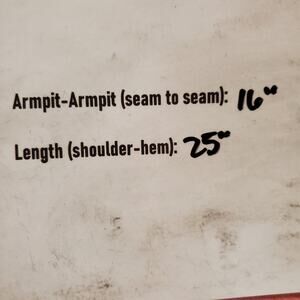 Armpit-Armpit (seam to seam): 16"
Length (shoulder-hem): 25"